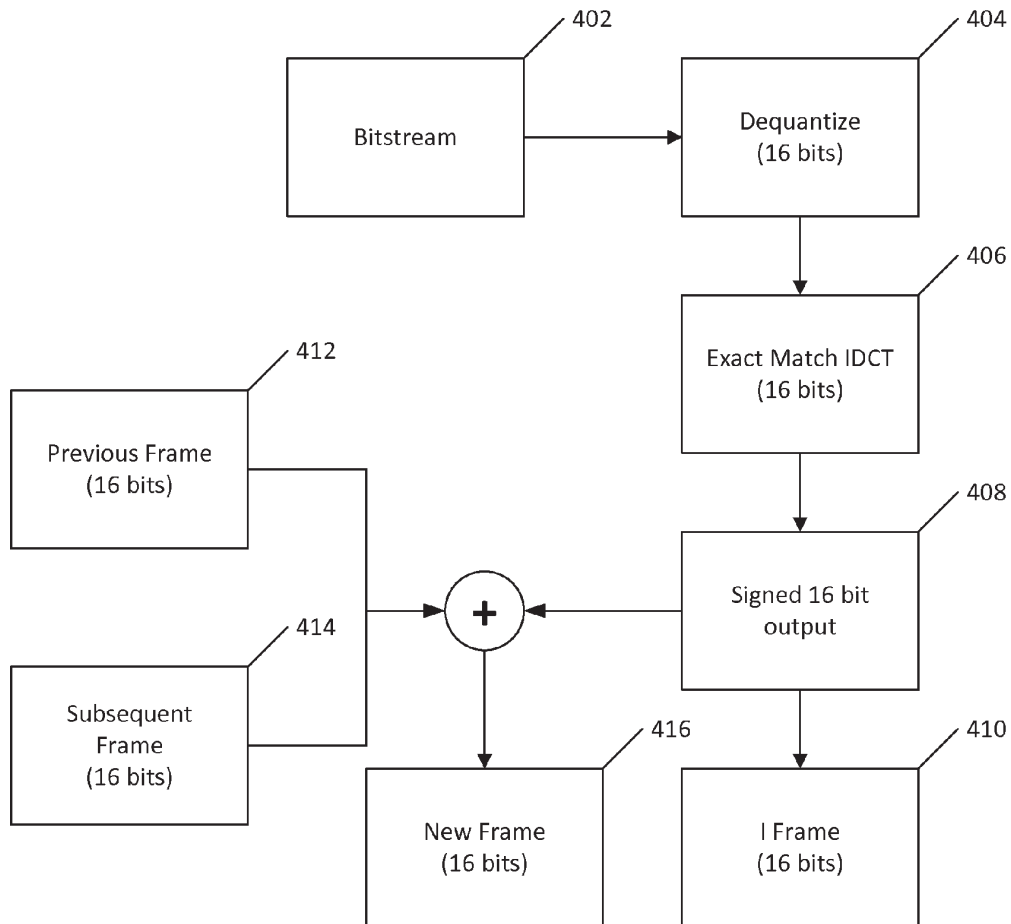 402
Bitstream
404
Dequantize
(16 bits)
406
Exact Match IDCT
(16 bits)
412
Previous Frame
(16 bits)
408
Signed 16 bit
output
+
414
Subsequent
Frame
(16 bits)
416
New Frame
(16 bits)
410
I Frame
(16 bits)